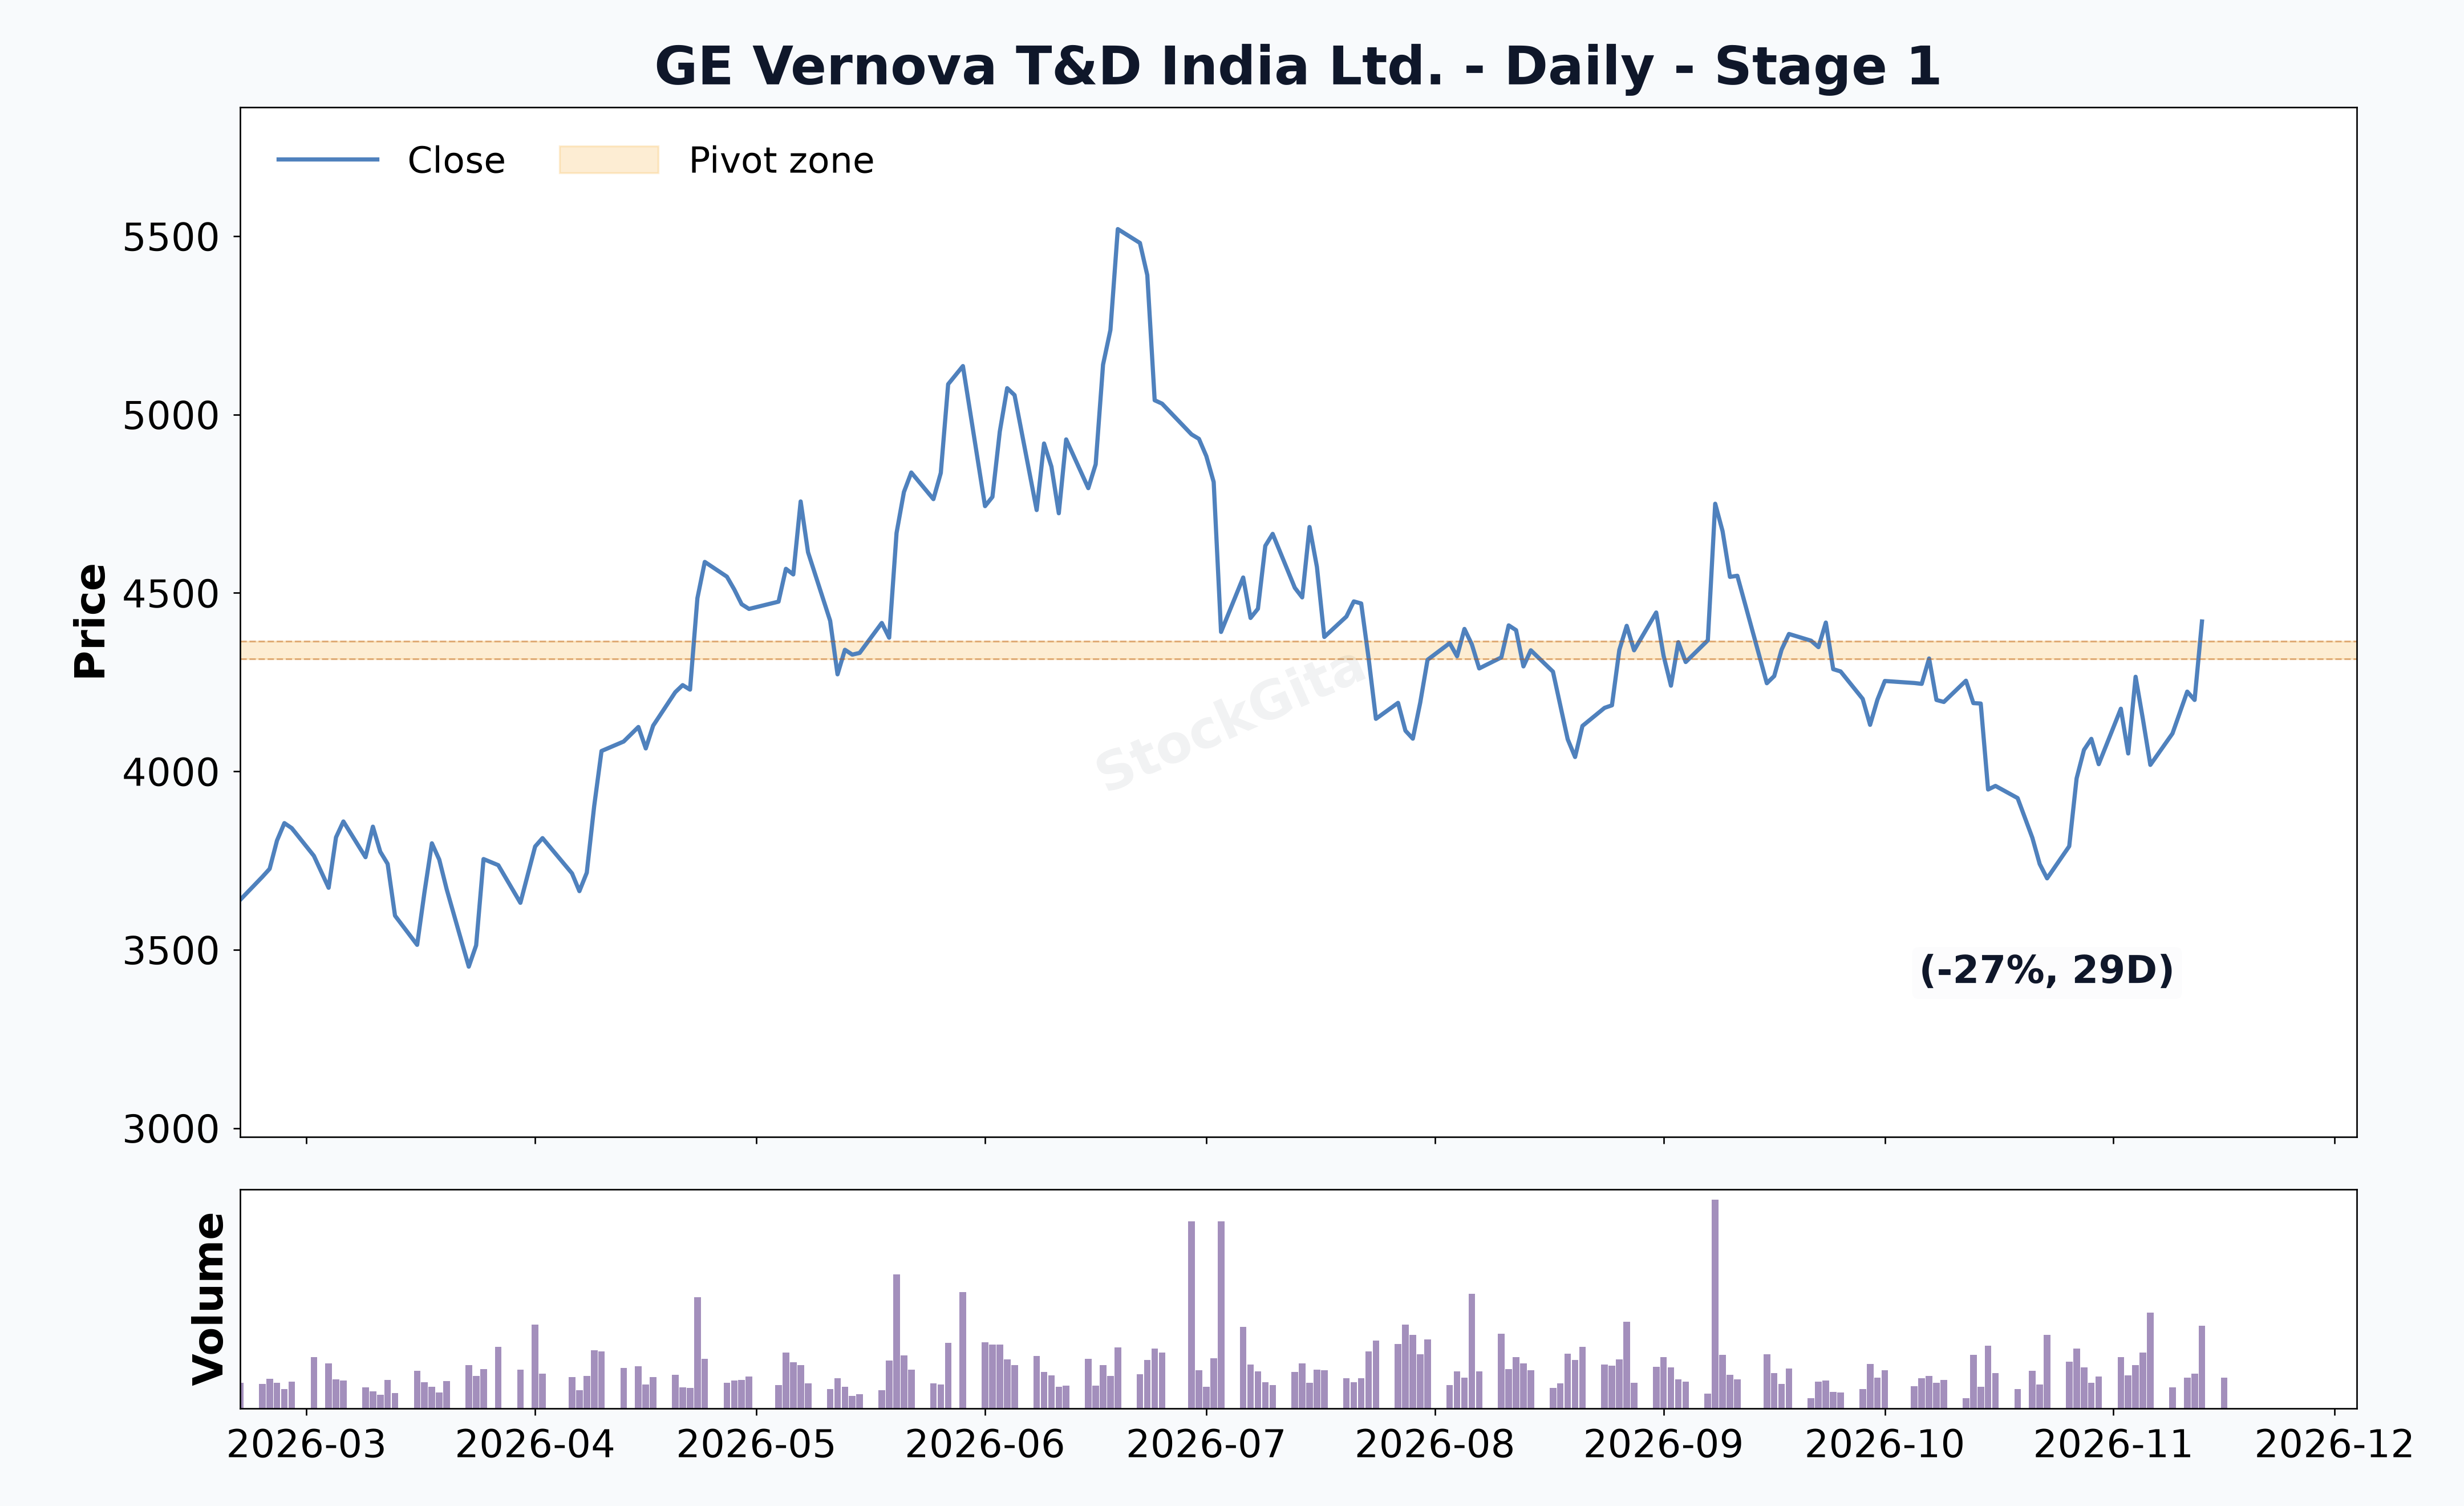 GE Vernova T&D India Ltd. - Daily - Stage 1
Close
Pivot zone
5500
5000
4500
4000
3500
3000
Price
StockGita
(-27%, 29D)
Volume
2026-03
2026-04
2026-05
2026-06
2026-07
2026-08
2026-09
2026-10
2026-11
2026-12